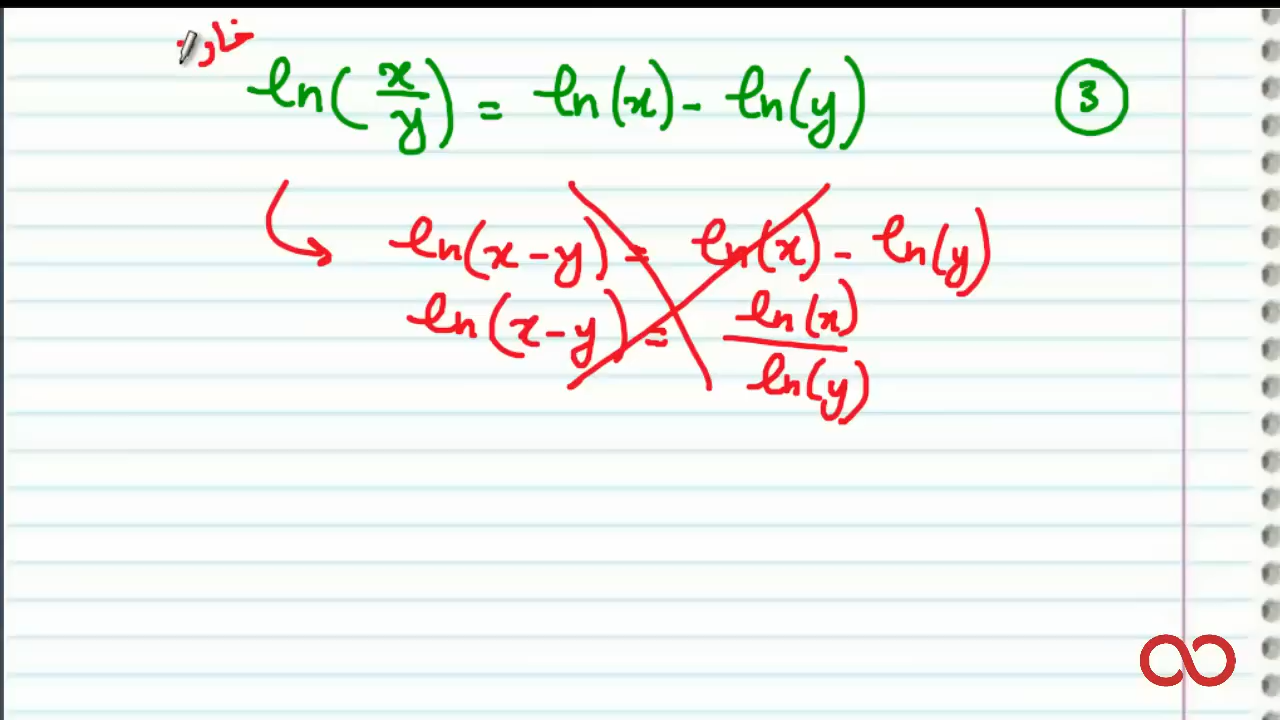 ln(x/y) = ln(x) - ln(y) ③
ln(x-y) = ln(x) - ln(y)
ln(x-y) = ln(x)/ln(y)